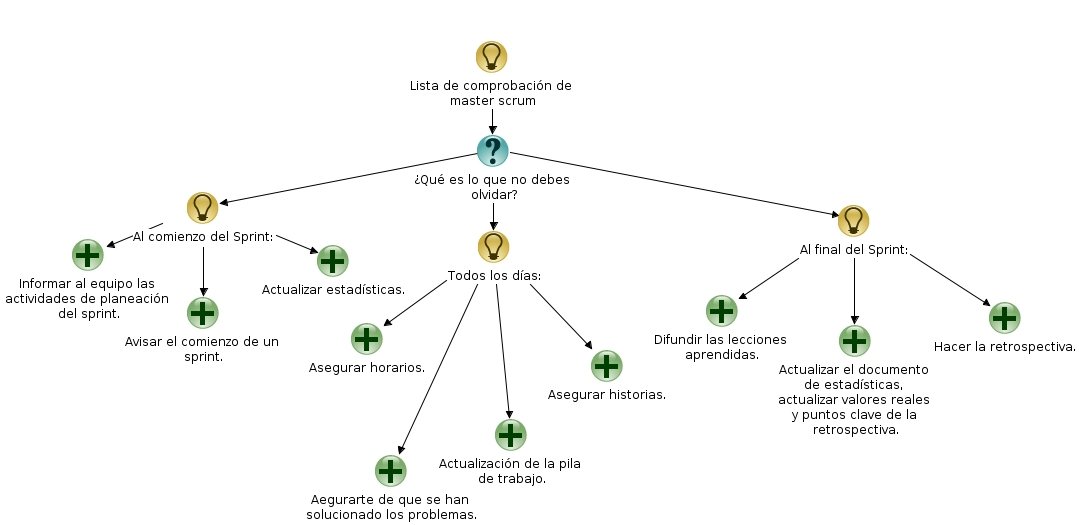 Lista de comprobación de
master scrum
?
¿Qué es lo que no debes
olvidar?
Al comienzo del Sprint:
Informar al equipo las
actividades de planeación
del sprint.
Avisar el comienzo de un
sprint.
Actualizar estadísticas.
Todos los días:
Asegurar horarios.
Aegurarte de que se han
solucionado los problemas.
Actualización de la pila
de trabajo.
Asegurar historias.
Al final del Sprint:
Difundir las lecciones
aprendidas.
Actualizar el documento
de estadísticas,
actualizar valores reales
y puntos clave de la
retrospectiva.
Hacer la retrospectiva.